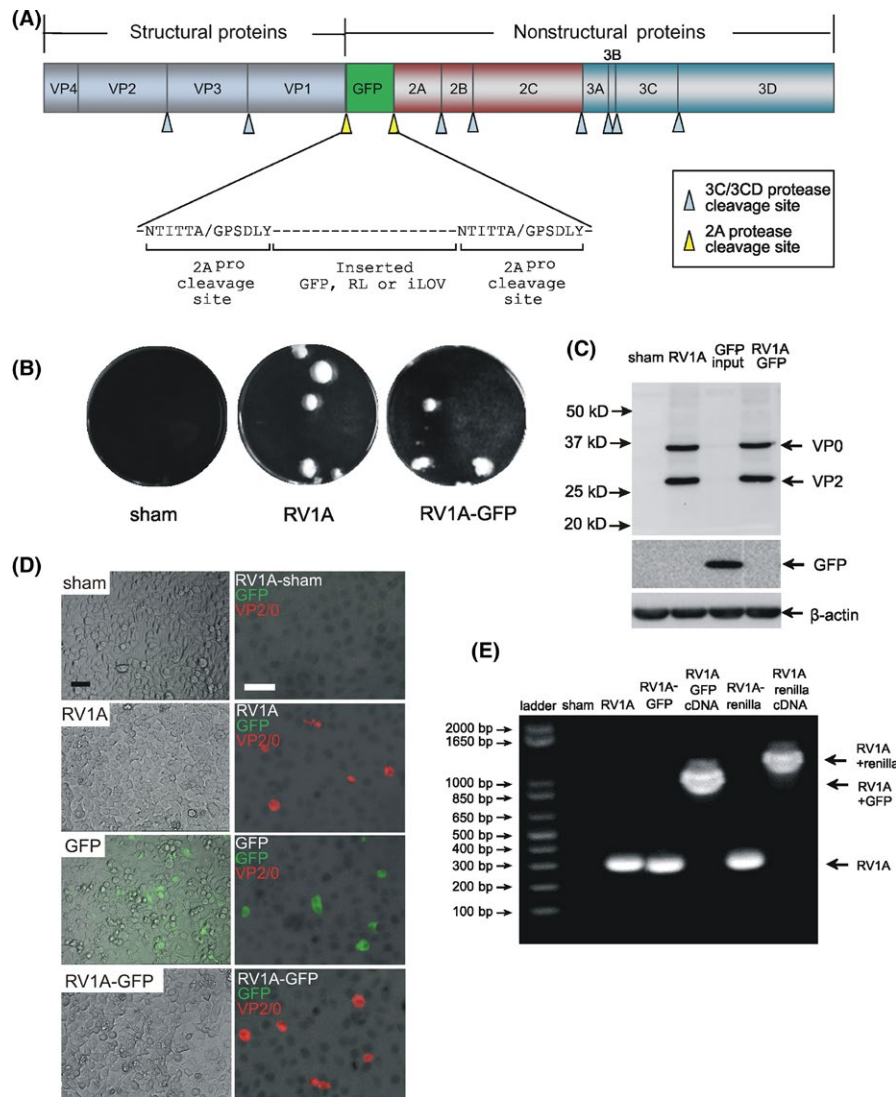 (A)
Structural proteins
Nonstructural proteins
3B
VP4 VP2 VP3 VP1 GFP 2A 2B 2C 3A 3C 3D
3C/3CD protease
cleavage site
2A protease
cleavage site
–NTITTA/GPSDLY--------------------NTITTA/GPSDLY–
2A pro
cleavage
site
Inserted
GFP, RL or iLOV
2A pro
cleavage
site
(B)
sham
RV1A
RV1A-GFP
(C)
sham RV1A GFP input RV1A GFP
50 kD
37 kD
25 kD
20 kD
VP0
VP2
GFP
β-actin
(D)
sham
RV1A-sham
GFP
VP2/0
RV1A
RV1A
GFP
VP2/0
GFP
GFP
GFP
VP2/0
RV1A-GFP
RV1A-GFP
GFP
VP2/0
(E)
ladder sham RV1A RV1A-GFP RV1A GFP cDNA RV1A-renilla RV1A renilla cDNA
2000 bp
1650 bp
1000 bp
850 bp
650 bp
500 bp
400 bp
300 bp
200 bp
100 bp
RV1A
+renilla
RV1A
+GFP
RV1A